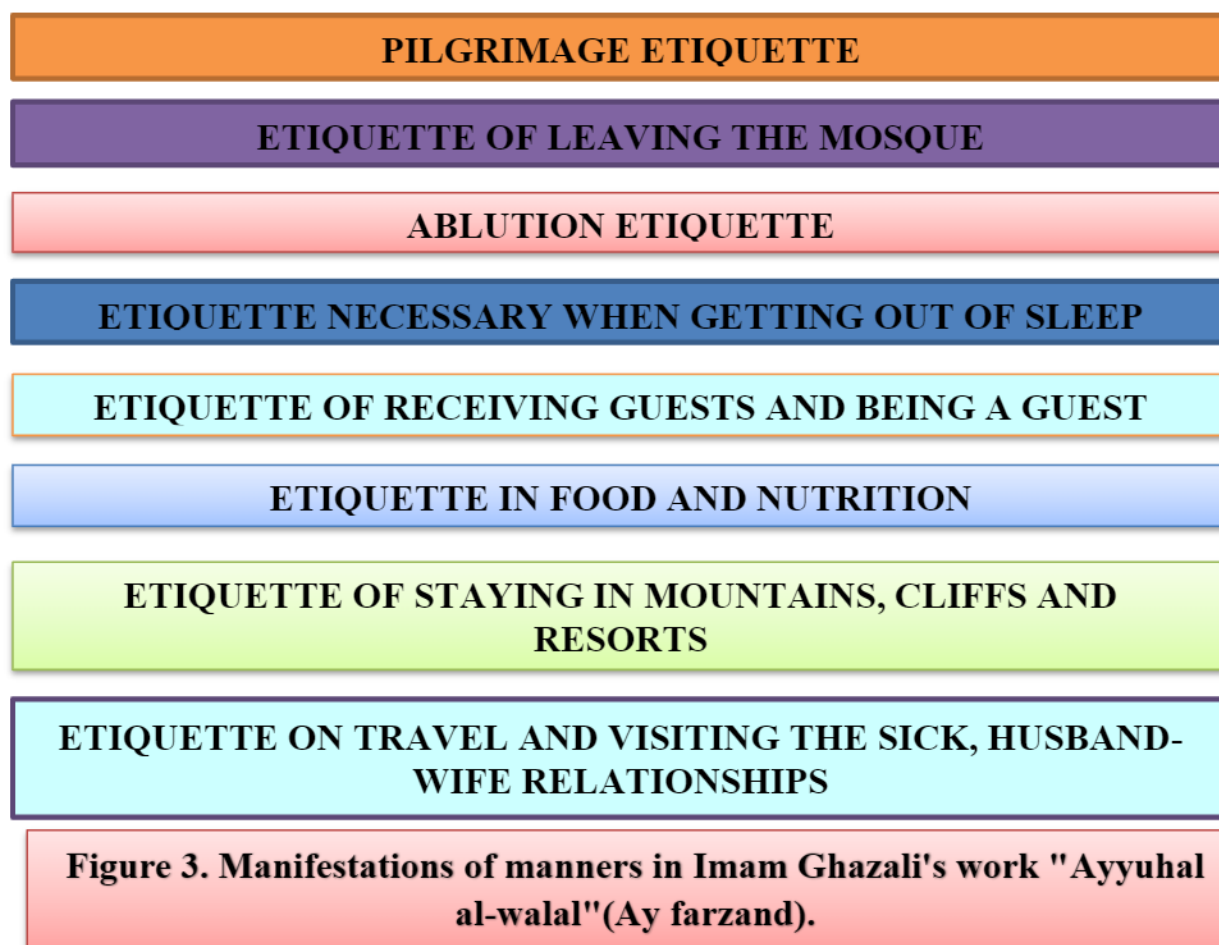 PILGRIMAGE ETIQUETTE
ETIQUETTE OF LEAVING THE MOSQUE
ABLUTION ETIQUETTE
ETIQUETTE NECESSARY WHEN GETTING OUT OF SLEEP
ETIQUETTE OF RECEIVING GUESTS AND BEING A GUEST
ETIQUETTE IN FOOD AND NUTRITION
ETIQUETTE OF STAYING IN MOUNTAINS, CLIFFS AND
RESORTS
ETIQUETTE ON TRAVEL AND VISITING THE SICK, HUSBAND-
WIFE RELATIONSHIPS
Figure 3. Manifestations of manners in Imam Ghazali's work "Ayyuhal
al-walal"(Ay farzand).